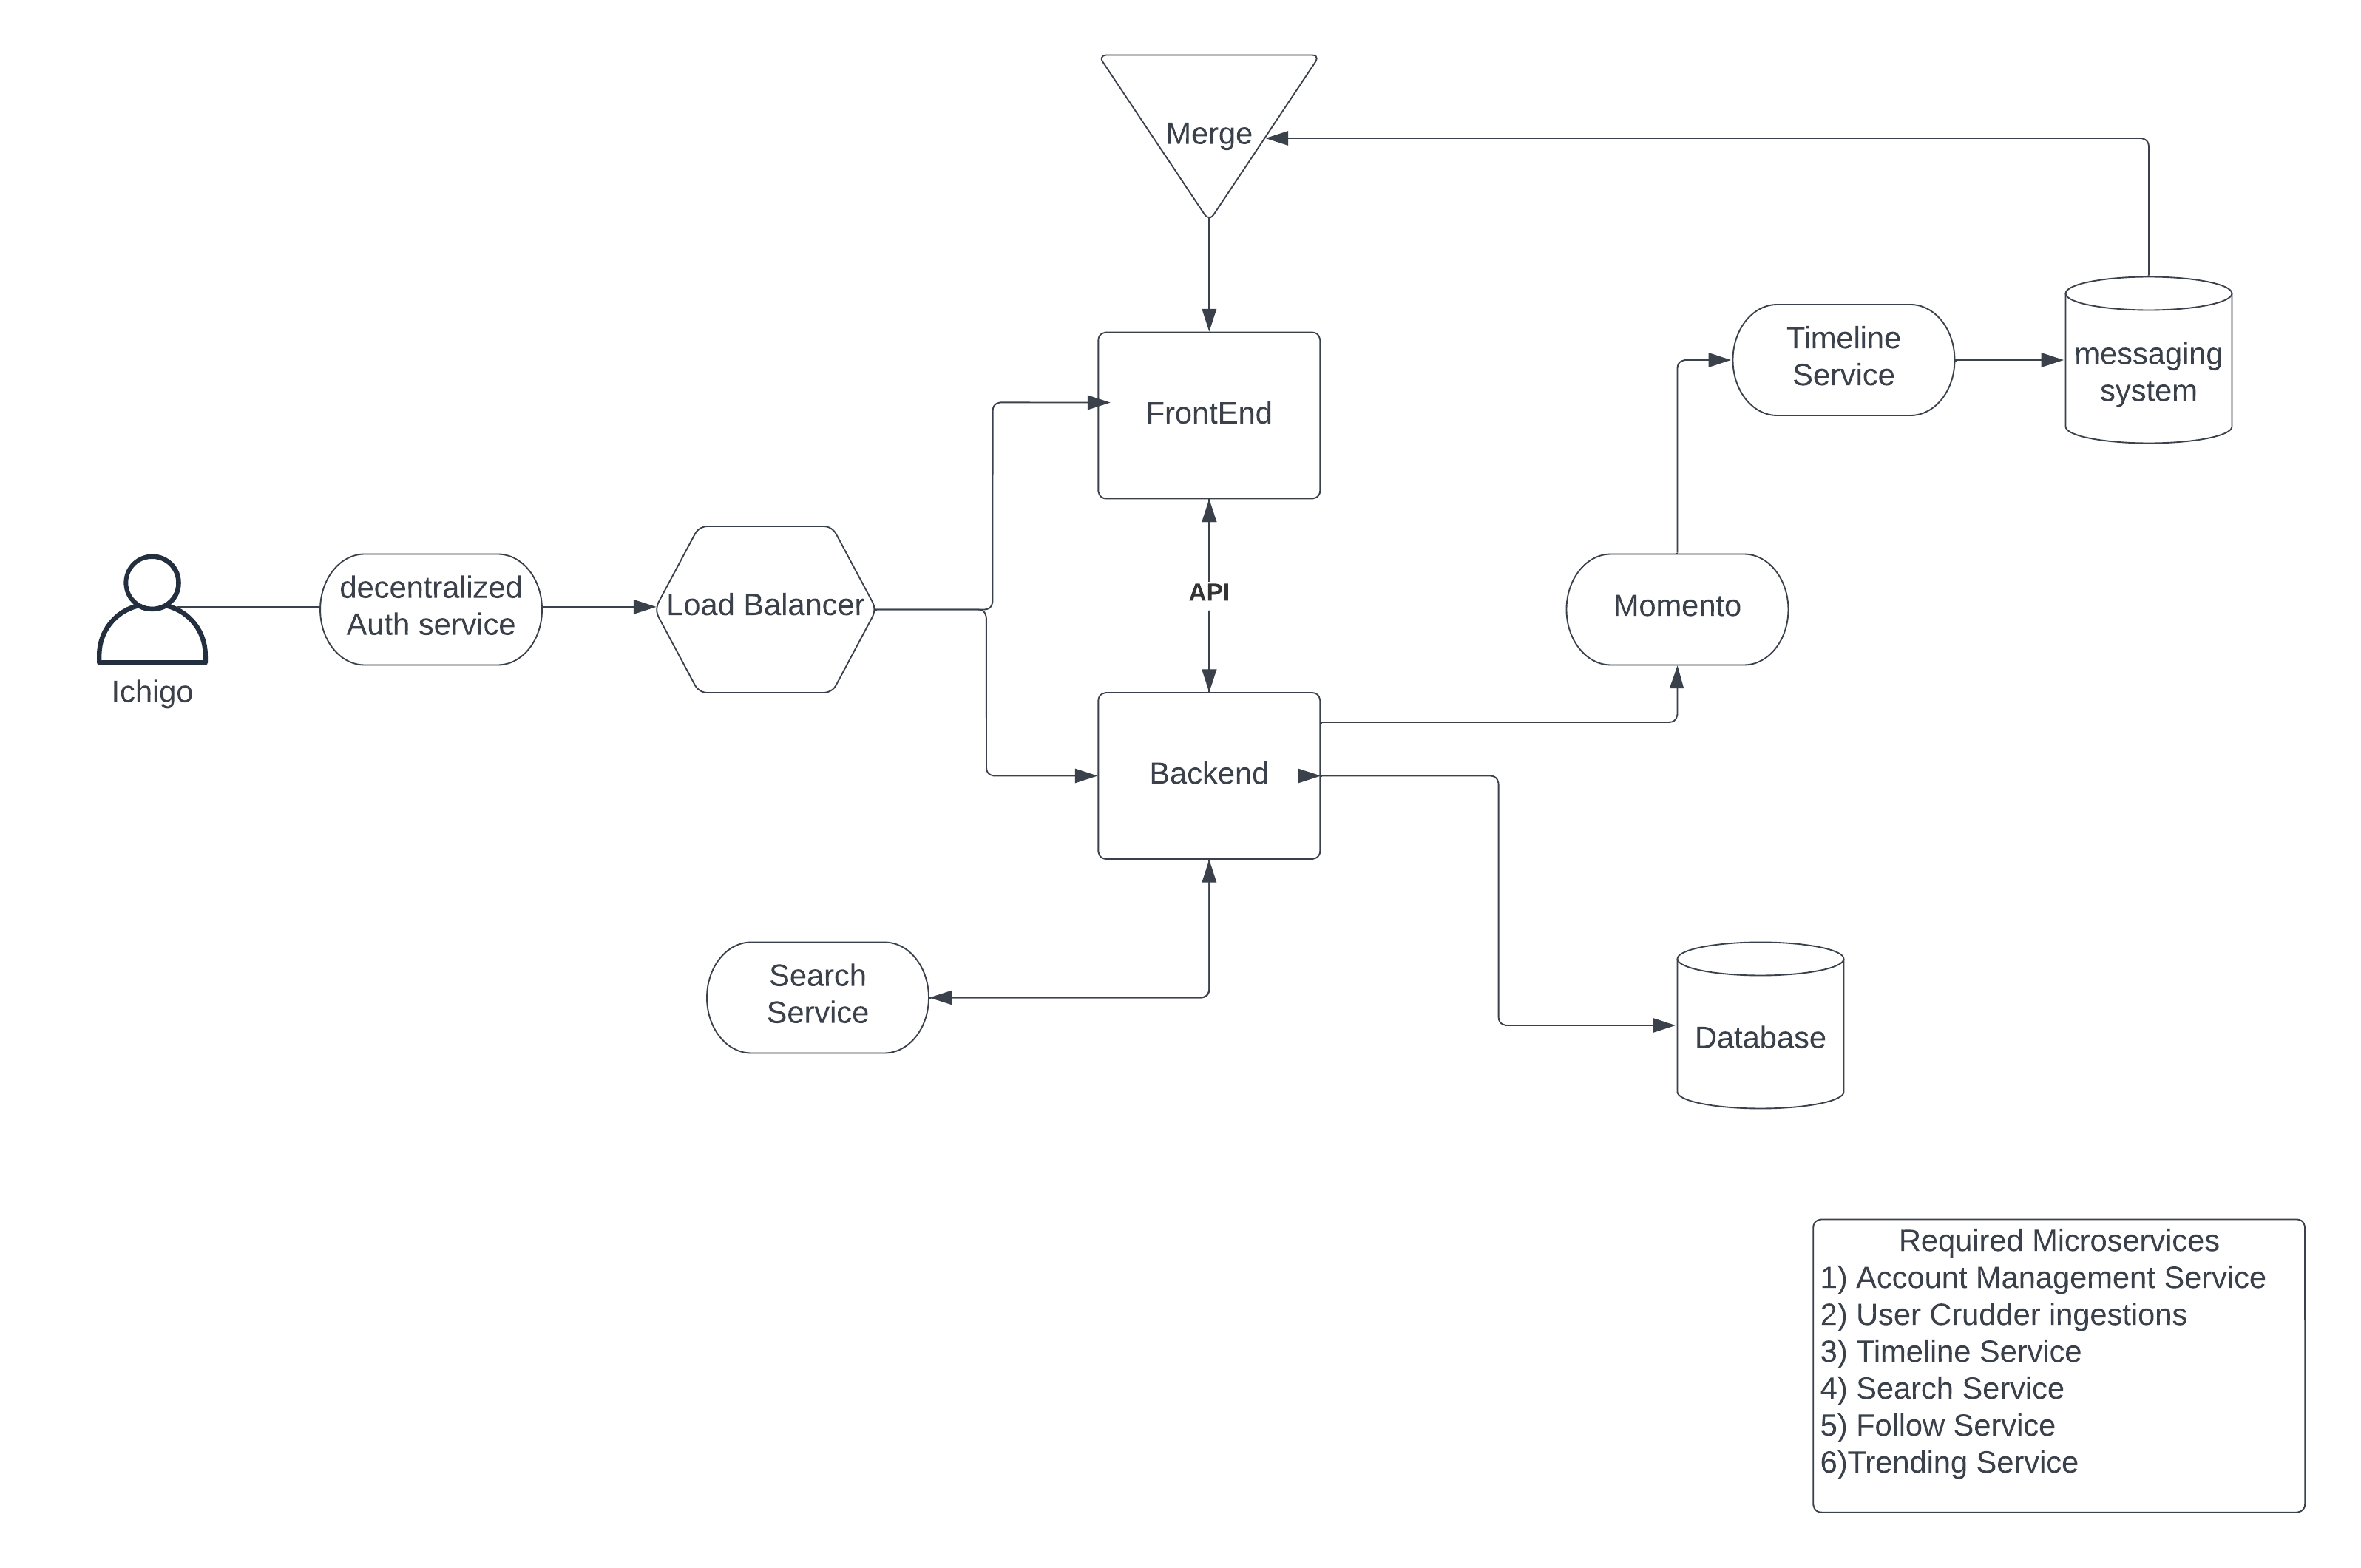 Merge
Timeline
Service
messaging
system
FrontEnd
decentralized
Auth service
Load Balancer
API
Momento
Ichigo
Backend
Search
Service
Database
Required Microservices
1) Account Management Service
2) User Crudder ingestions
3) Timeline Service
4) Search Service
5) Follow Service
6)Trending Service